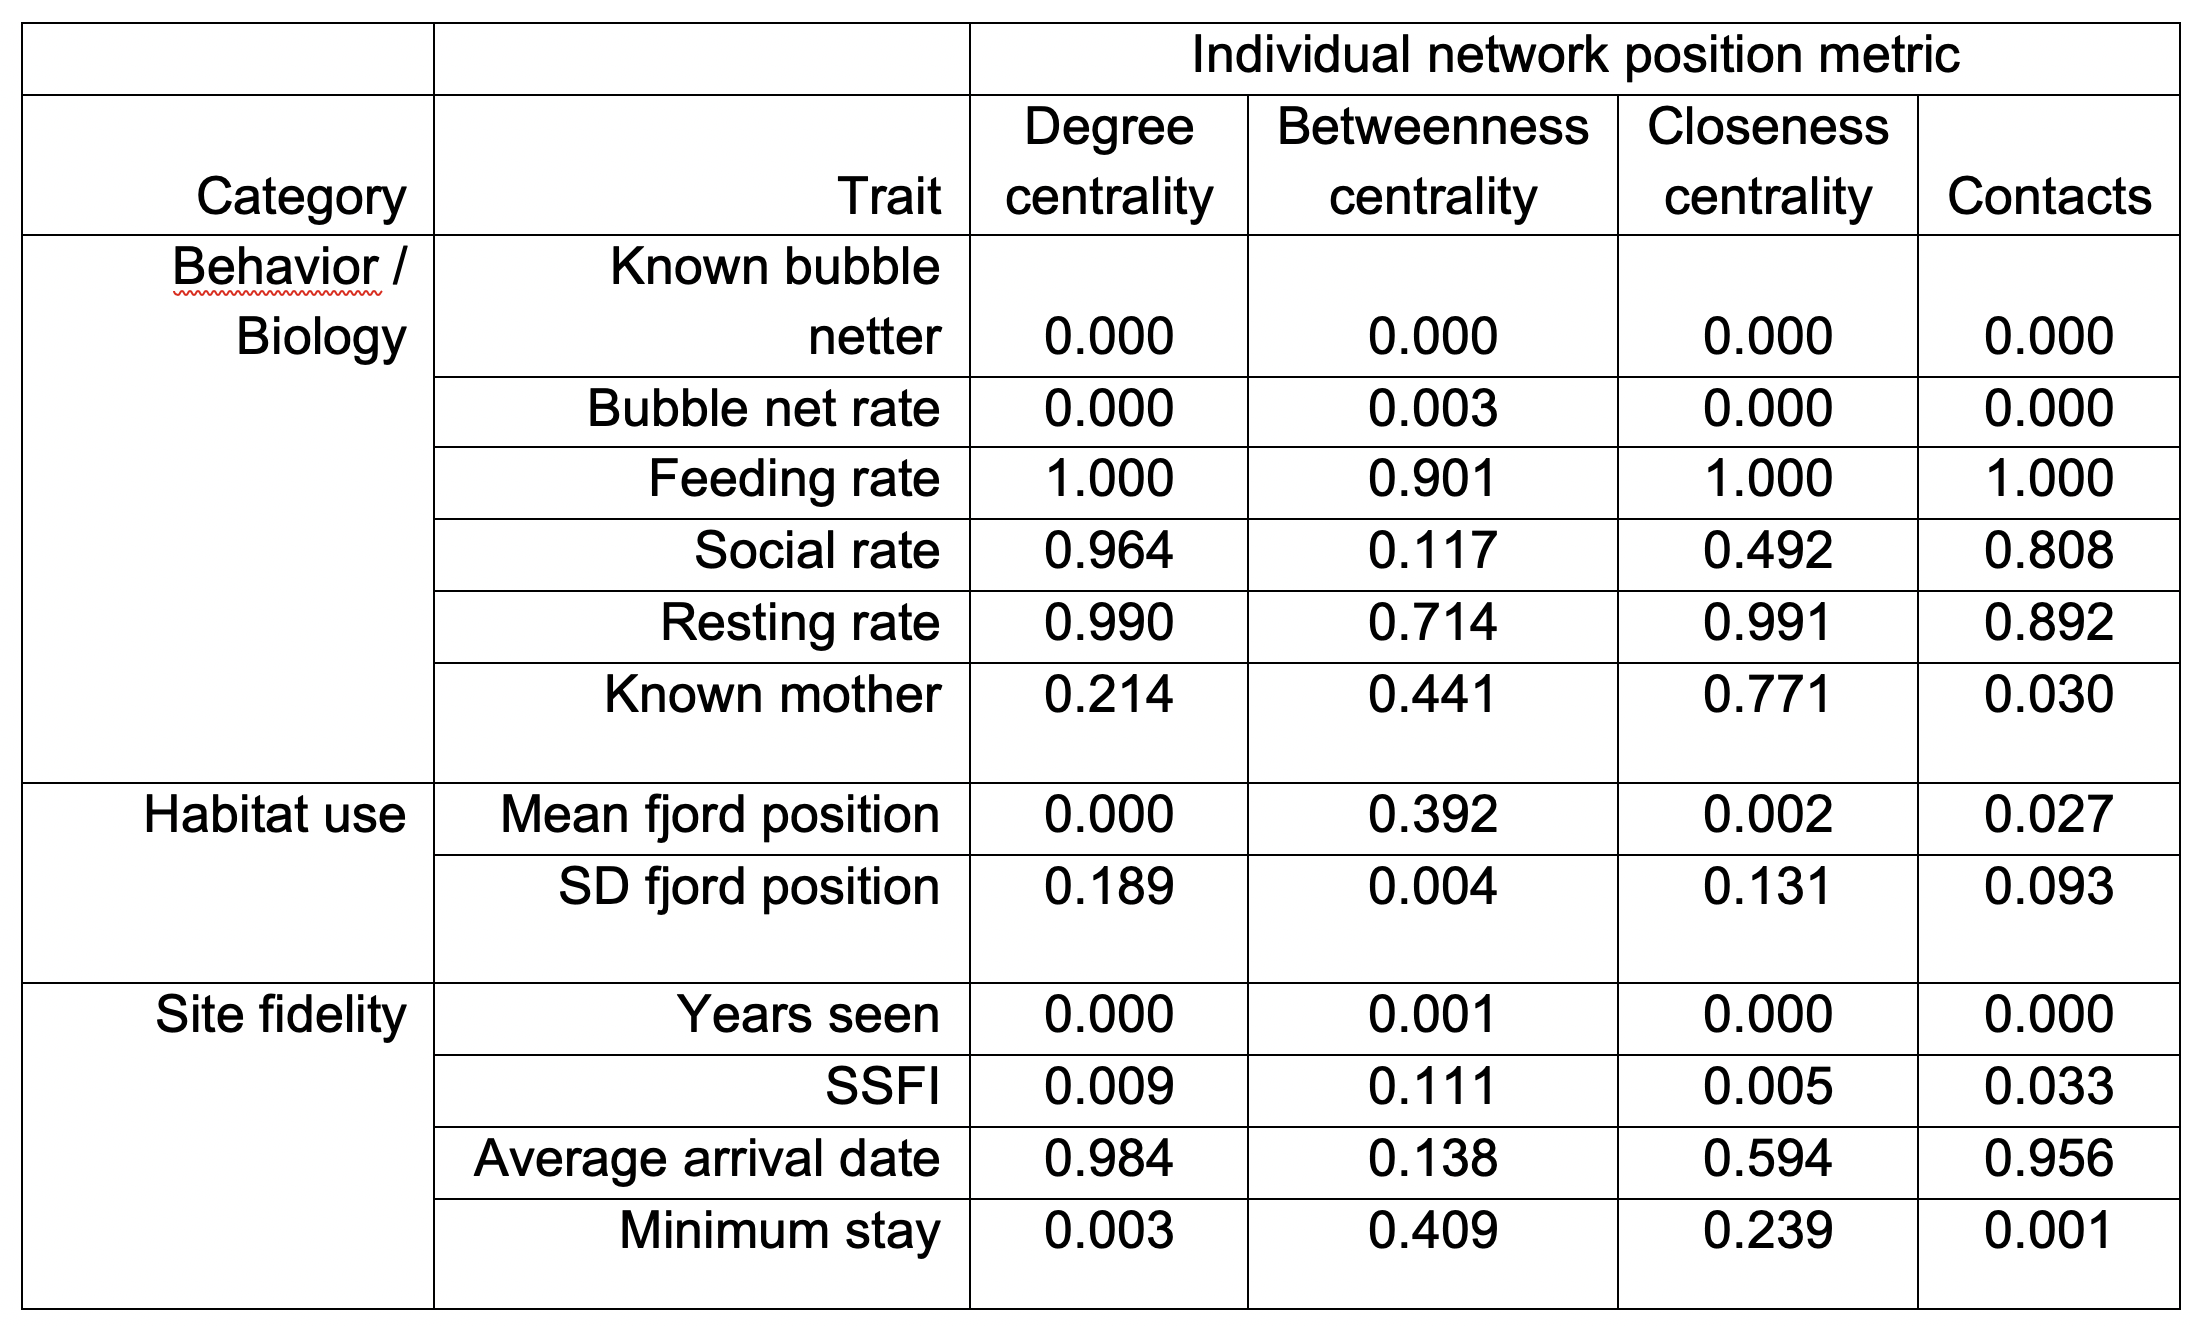 Individual network position metric
Category Trait Degree centrality Betweenness centrality Closeness centrality Contacts
Behavior / Biology Known bubble netter 0.000 0.000 0.000 0.000
Bubble net rate 0.000 0.003 0.000 0.000
Feeding rate 1.000 0.901 1.000 1.000
Social rate 0.964 0.117 0.492 0.808
Resting rate 0.990 0.714 0.991 0.892
Known mother 0.214 0.441 0.771 0.030
Habitat use Mean fjord position 0.000 0.392 0.002 0.027
SD fjord position 0.189 0.004 0.131 0.093
Site fidelity Years seen 0.000 0.001 0.000 0.000
SSFI 0.009 0.111 0.005 0.033
Average arrival date 0.984 0.138 0.594 0.956
Minimum stay 0.003 0.409 0.239 0.001